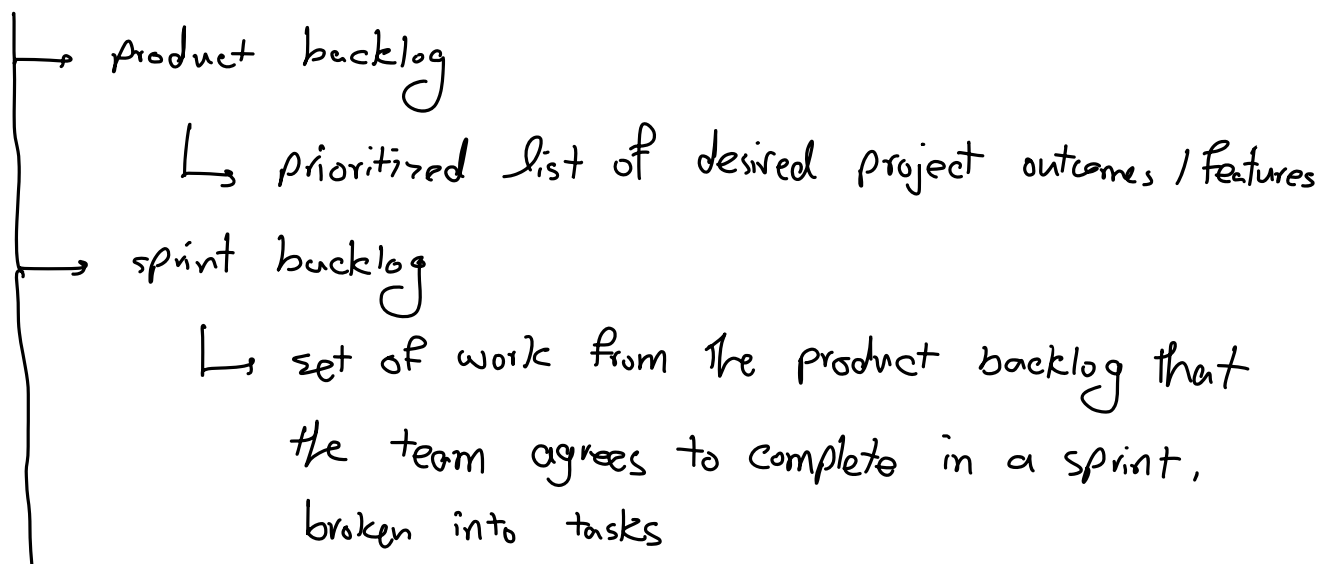 product backlog
prioritized list of desired project outcomes / features
sprint backlog
set of work from the product backlog that
the team agrees to complete in a sprint,
broken into tasks